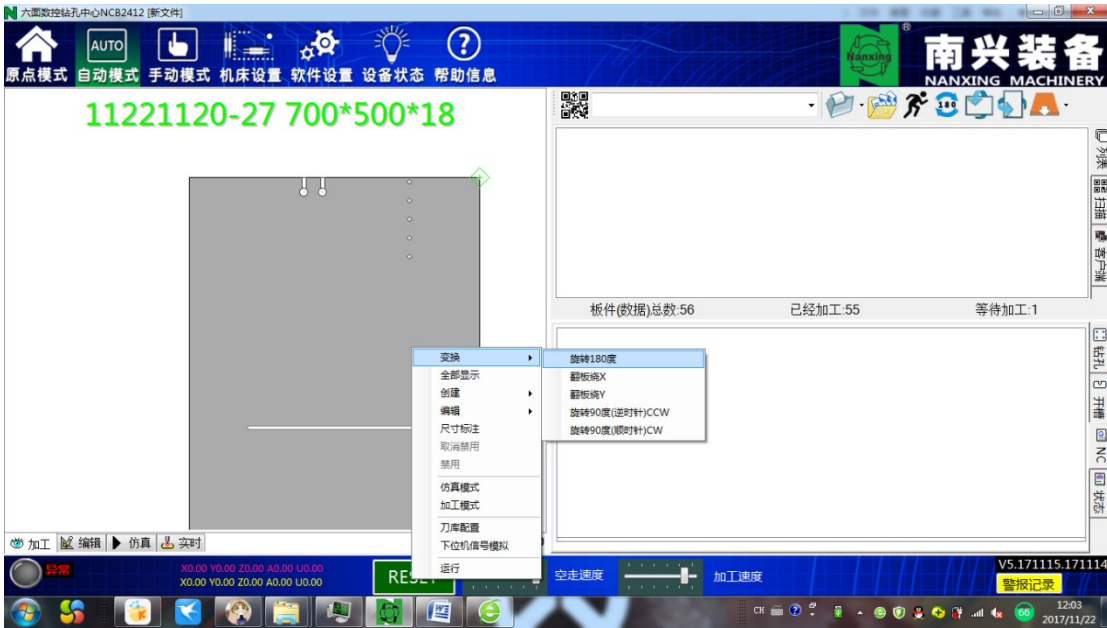 六面数控钻孔中心NCB2412 [新文件]
原点模式 AUTO 自动模式 手动模式 机床设置 软件设置 设备状态 帮助信息
Nanxing ® 南兴装备
NANXING MACHINERY
11221120-27 700*500*18
180
列表
扫描
客户端
板件(数据)总数:56 已经加工:55 等待加工:1
钻孔
开槽
NC
状态
变换
全部显示
创建
编辑
尺寸标注
取消禁用
禁用
仿真模式
加工模式
刀库配置
下位机信号模拟
运行
旋转180度
翻板绕X
翻板绕Y
旋转90度(逆时针)CCW
旋转90度(顺时针)CW
加工 编辑 仿真 实时
异常
X0.00 Y0.00 Z0.00 A0.00 U0.00
X0.00 Y0.00 Z0.00 A0.00 U0.00
空走速度 加工速度
V5.171115.171114
警报记录
CH 66 12:03
2017/11/22